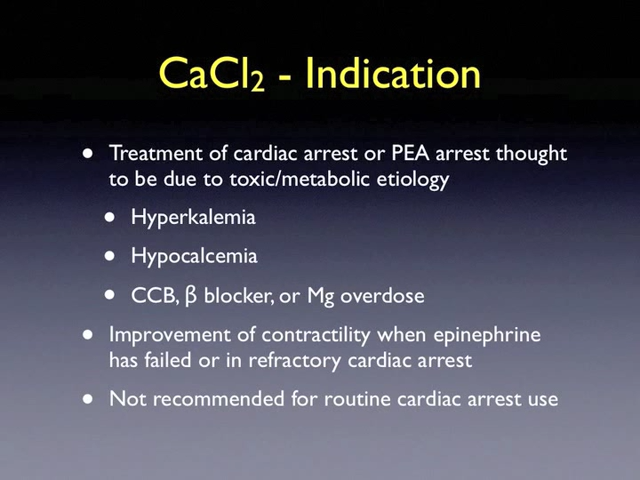 CaCl₂ - Indication
• Treatment of cardiac arrest or PEA arrest thought
to be due to toxic/metabolic etiology
• Hyperkalemia
• Hypocalcemia
• CCB, β blocker, or Mg overdose
• Improvement of contractility when epinephrine
has failed or in refractory cardiac arrest
• Not recommended for routine cardiac arrest use